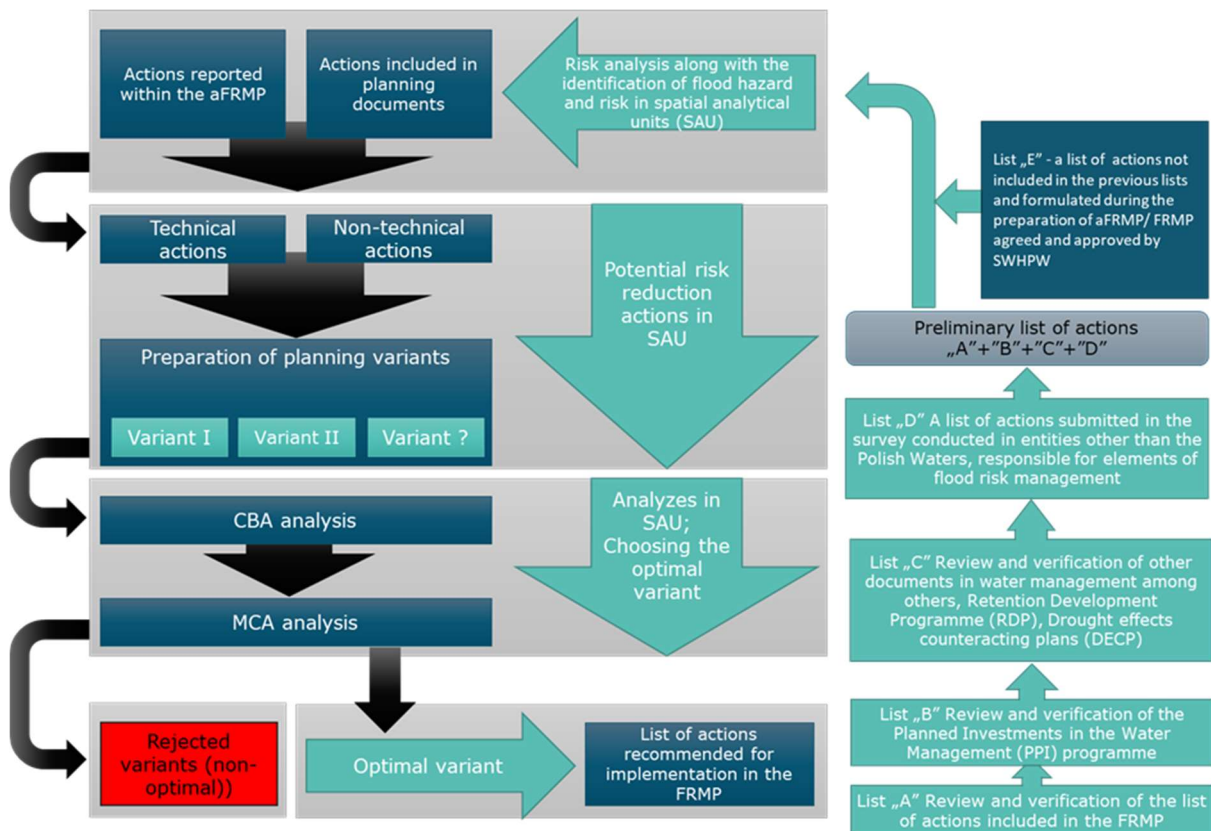 Actions reported
within the aFRMP
Actions included in
planning
documents
Risk analysis along with the
identification of flood hazard
and risk in spatial analytical
units (SAU)
List „E” - a list of actions not
included in the previous lists
and formulated during the
preparation of aFRMP/ FRMP
agreed and approved by
SWHPW
Technical
actions
Non-technical
actions
Potential risk
reduction
actions in
SAU
Preparation of planning variants
Variant I
Variant II
Variant ?
Preliminary list of actions
„A”+”B”+”C”+”D”
List „D” A list of actions submitted in the
survey conducted in entities other than the
Polish Waters, responsible for elements of
flood risk management
CBA analysis
MCA analysis
Analyzes in
SAU;
Choosing the
optimal
variant
List „C” Review and verification of other
documents in water management among
others, Retention Development
Programme (RDP), Drought effects
counteracting plans (DECP)
Rejected
variants (non-
optimal))
Optimal variant
List of actions
recommended for
implementation in the
FRMP
List „B” Review and verification of the
Planned Investments in the Water
Management (PPI) programme
List „A” Review and verification of the list
of actions included in the FRMP